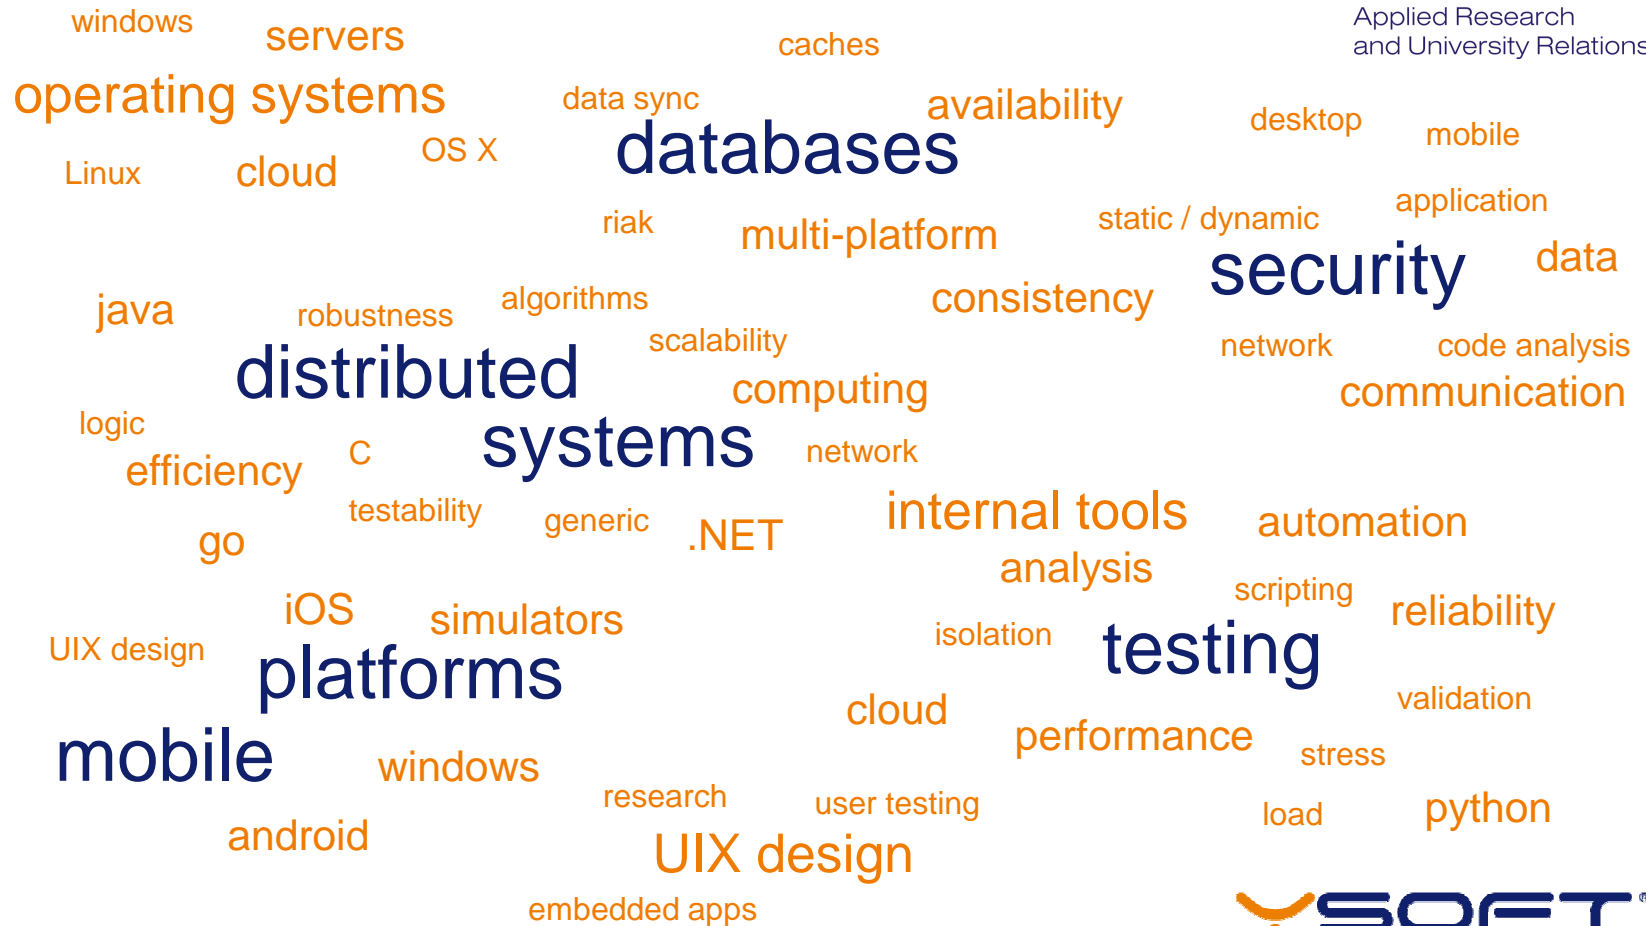 windows
servers
caches
Applied Research
and University Relations
operating systems
data sync
availability
desktop
mobile
databases
OS X
Linux
cloud
riak
multi-platform
static / dynamic
application
security
data
java
robustness
algorithms
consistency
scalability
network
code analysis
distributed
computing
communication
logic
systems
efficiency
C
network
testability
generic
.NET
internal tools
automation
go
analysis
iOS
simulators
scripting
reliability
UIX design
isolation
testing
platforms
cloud
validation
mobile
windows
performance
stress
research
user testing
load
python
android
UIX design
embedded apps
YSOFT®